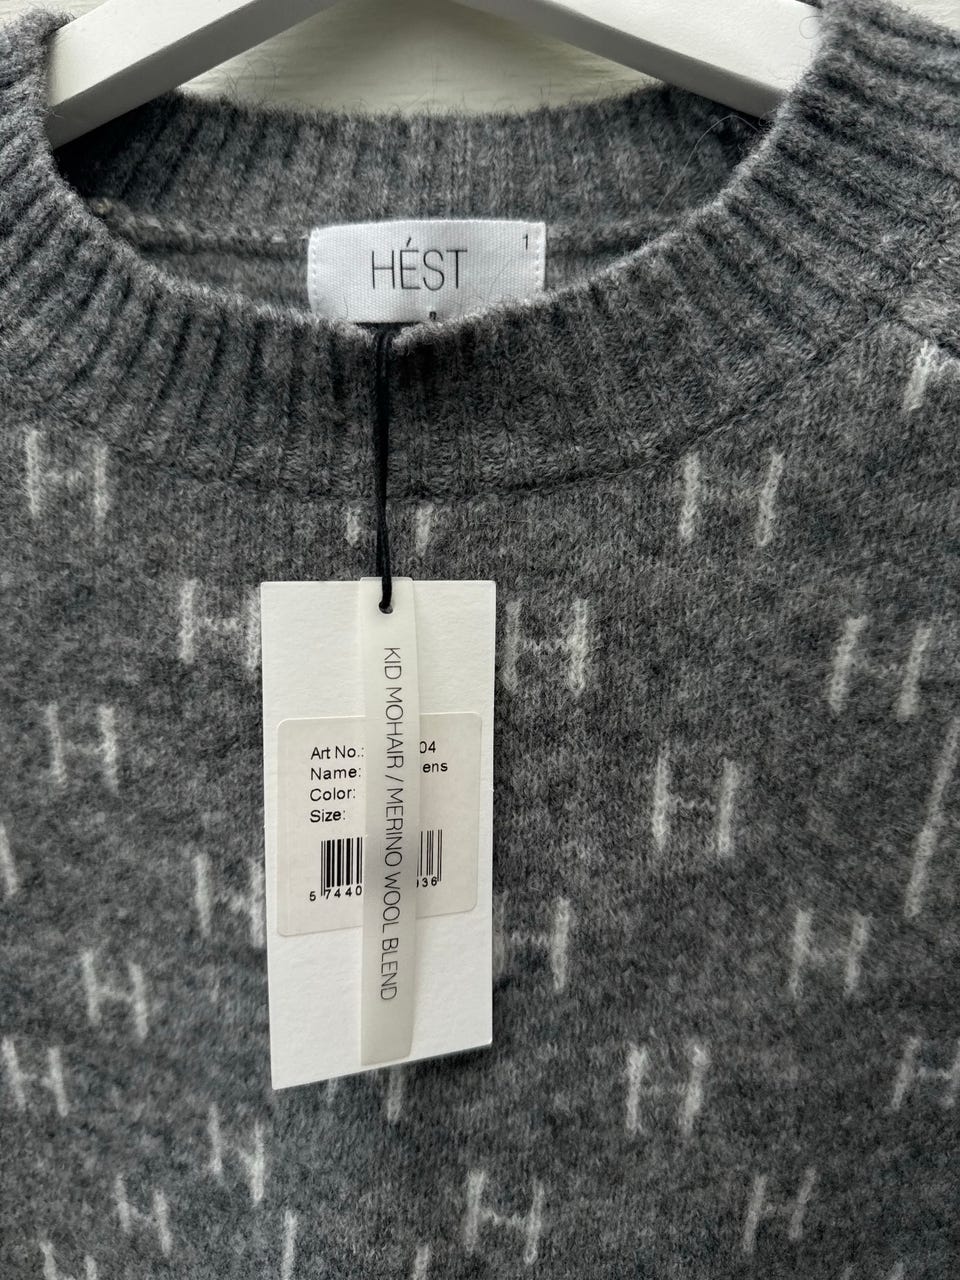 HÉST
1
KID MOHAIR / MERINO WOOL BLEND
Art No.: 04
Name: ens
Color:
Size:
5 7440 036